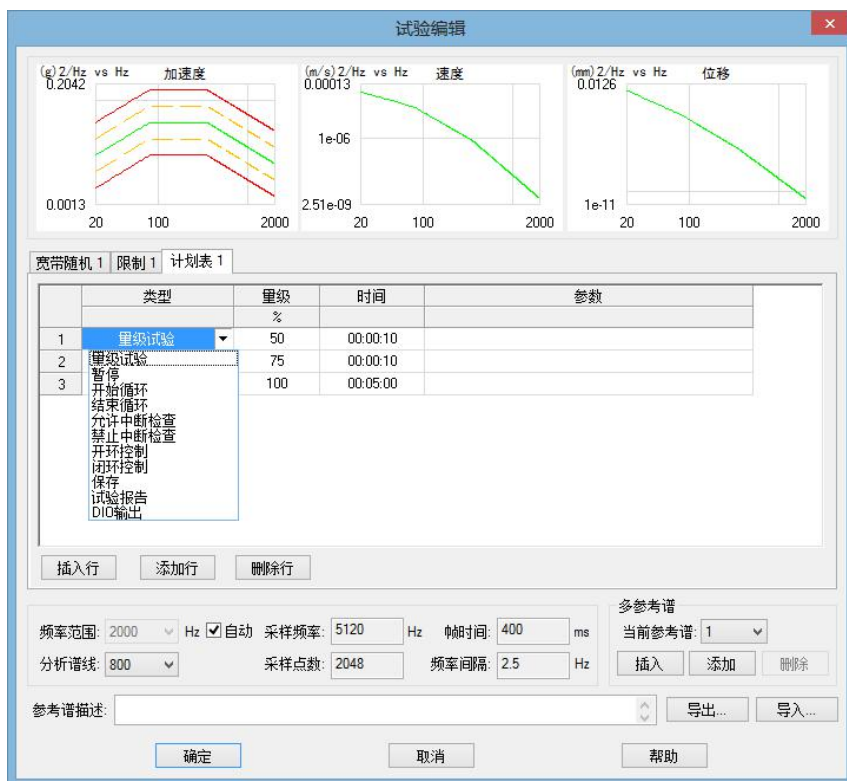 试验编辑
(g)2/Hz vs Hz 加速度
0.2042
0.0013
20 100 2000
(m/s)2/Hz vs Hz 速度
0.00013
1e-06
2.51e-09
20 100 2000
(mm)2/Hz vs Hz 位移
0.0126
1e-11
20 100 2000
宽带随机 1 限制 1 计划表 1
类型 量级 时间 参数
%
1 量级试验 50 00:00:10
2 75 00:00:10
3 100 00:05:00
量级试验
暂停
开始循环
结束循环
允许中断检查
禁止中断检查
开环控制
闭环控制
保存
试验报告
DIO输出
插入行 添加行 删除行
频率范围: 2000 Hz 自动 采样频率: 5120 Hz 帧时间: 400 ms
分析谱线: 800 采样点数: 2048 频率间隔: 2.5 Hz
多参考谱
当前参考谱: 1
插入 添加 删除
参考谱描述: 导出... 导入...
确定 取消 帮助